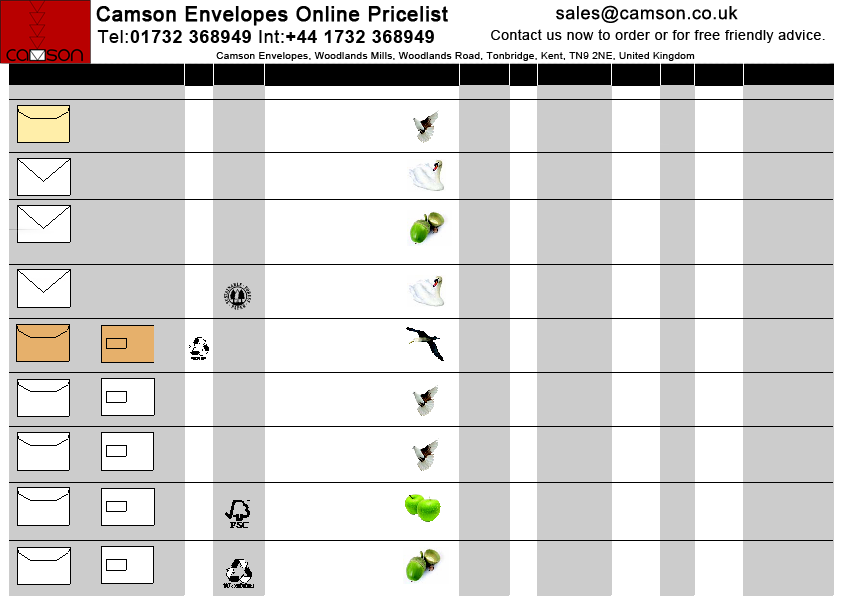 camson
Camson Envelopes Online Pricelist
Tel:01732 368949 Int:+44 1732 368949
sales@camson.co.uk
Contact us now to order or for free friendly advice.
Camson Envelopes, Woodlands Mills, Woodlands Road, Tonbridge, Kent, TN9 2NE, United Kingdom
FSC